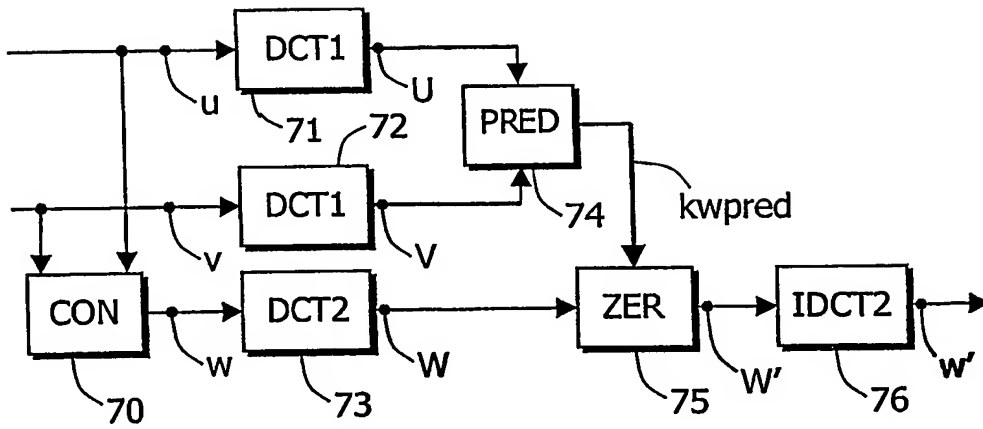 DCT1
u
U
71
72
PRED
DCT1
v
V
74
kwpred
CON
w
DCT2
W
ZER
W'
IDCT2
w'
70
73
75
76